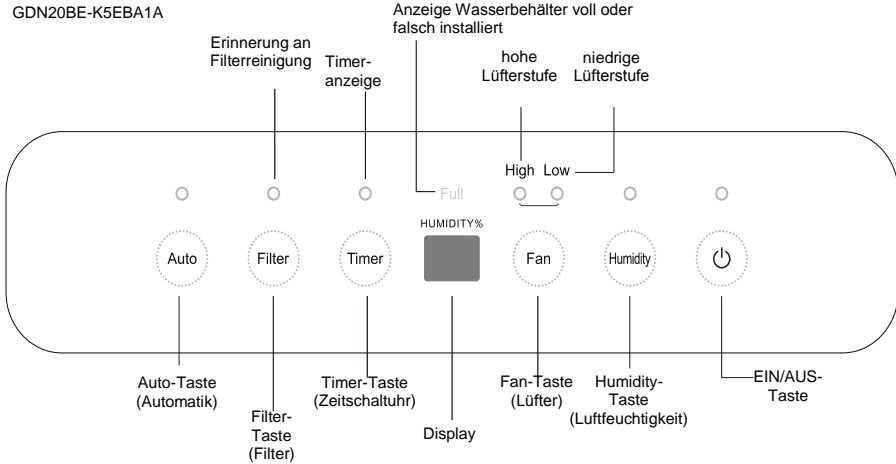 GDN20BE-K5EBA1A
Anzeige Wasserbehälter voll oder
falsch installiert
Erinnerung an
Filterreinigung
Timer-
anzeige
hohe
Lüfterstufe
niedrige
Lüfterstufe
High Low
Full
HUMIDITY%
Auto
Filter
Timer
Fan
Humidity
Auto-Taste
(Automatik)
Filter-
Taste
(Filter)
Timer-Taste
(Zeitschaltuhr)
Display
Fan-Taste
(Lüfter)
Humidity-
Taste
(Luftfeuchtigkeit)
EIN/AUS-
Taste